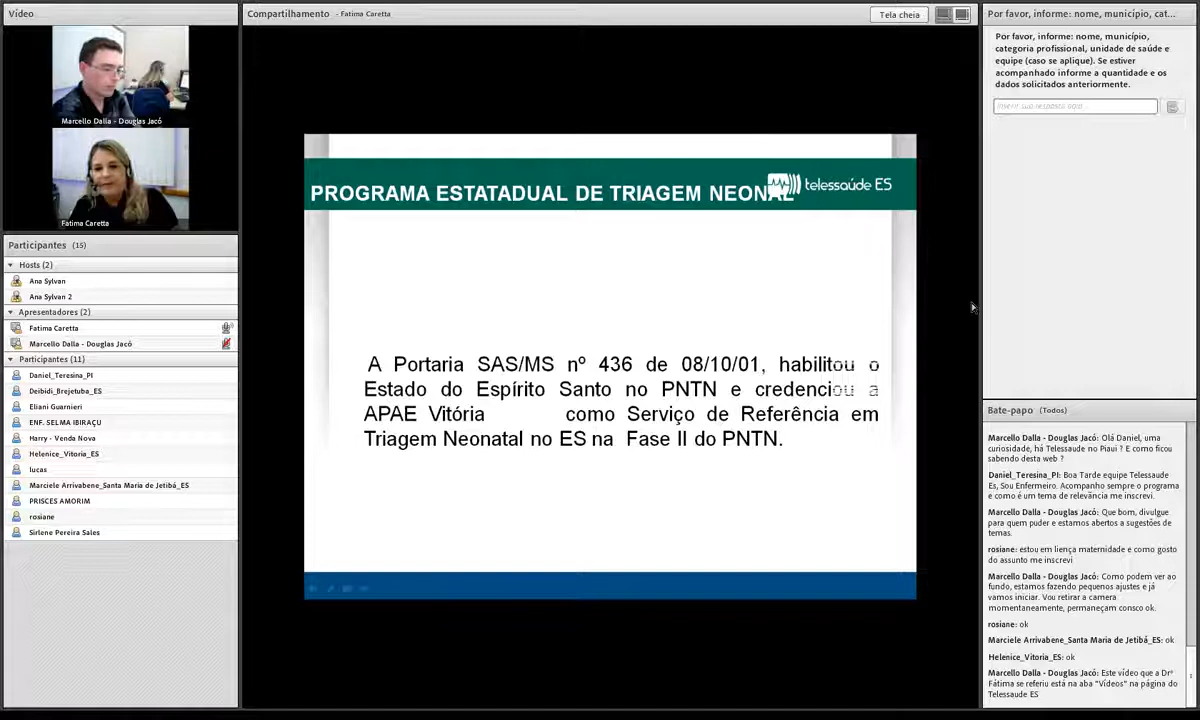 Vídeo
Marcello Dalla - Douglas Jacó
Fatima Caretta
Participantes (15)
Hosts (2)
Ana Sylvan
Ana Sylvan 2
Apresentadores (2)
Fatima Caretta
Marcello Dalla - Douglas Jacó
Participantes (11)
Daniel_Teresina_PI
Deibidi_Brejetuba_ES
Eliani Guarnieri
ENF. SELMA IBIRAÇU
Harry - Venda Nova
Helenice_Vitoria_ES
lucas
Marciele Arrivabene_Santa Maria de Jetibá_ES
PRISCES AMORIM
rosiane
Sirlene Pereira Sales
Compartilhamento - Fatima Caretta
Tela cheia
PROGRAMA ESTATADUAL DE TRIAGEM NEONAL
telessaúde ES
A Portaria SAS/MS nº 436 de 08/10/01, habilitou o
Estado do Espírito Santo no PNTN e credenciou a
APAE Vitória como Serviço de Referência em
Triagem Neonatal no ES na Fase II do PNTN.
Por favor, informe: nome, município, cat...
Por favor, informe: nome, município,
categoria profissional, unidade de saúde e
equipe (caso se aplique). Se estiver
acompanhado informe a quantidade e os
dados solicitados anteriormente.
Inserir sua resposta aqui...
Bate-papo (Todos)
Marcello Dalla - Douglas Jacó: Olá Daniel, uma
curiosidade, há Telessaude no Piaui ? E como ficou
sabendo desta web ?
Daniel_Teresina_PI: Boa Tarde equipe Telessaude
Es, Sou Enfermeiro. Acompanho sempre o programa
e como é um tema de relevância me inscrevi.
Marcello Dalla - Douglas Jacó: Que bom, divulgue
para quem puder e estamos abertos a sugestões de
temas.
rosiane: estou em liença maternidade e como gosto
do assunto me inscrevi
Marcello Dalla - Douglas Jacó: Como podem ver ao
fundo, estamos fazendo pequenos ajustes e já
vamos iniciar. Vou retirar a camera
momentaneamente, permaneçam consco ok.
rosiane: ok
Marciele Arrivabene_Santa Maria de Jetibá_ES: ok
Helenice_Vitoria_ES: ok
Marcello Dalla - Douglas Jacó: Este vídeo que a Drª
Fátima se referiu está na aba "Vídeos" na página do
Telessaude ES